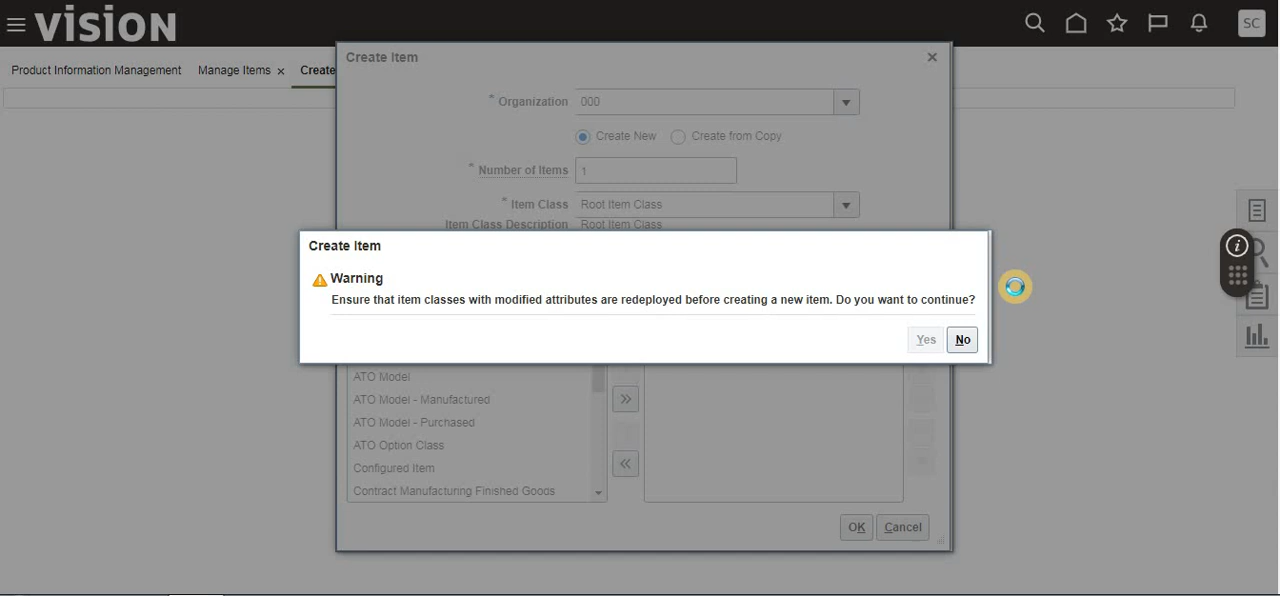 vısıon
SC
Product Information Management Manage Items × Create
Create Item
* Organization 000
Create New Create from Copy
* Number of Items 1
* Item Class Root Item Class
Item Class Description Root Item Class
Create Item
Warning
Ensure that item classes with modified attributes are redeployed before creating a new item. Do you want to continue?
Yes No
ATO Model
ATO Model - Manufactured
ATO Model - Purchased
ATO Option Class
Configured Item
Contract Manufacturing Finished Goods
OK Cancel